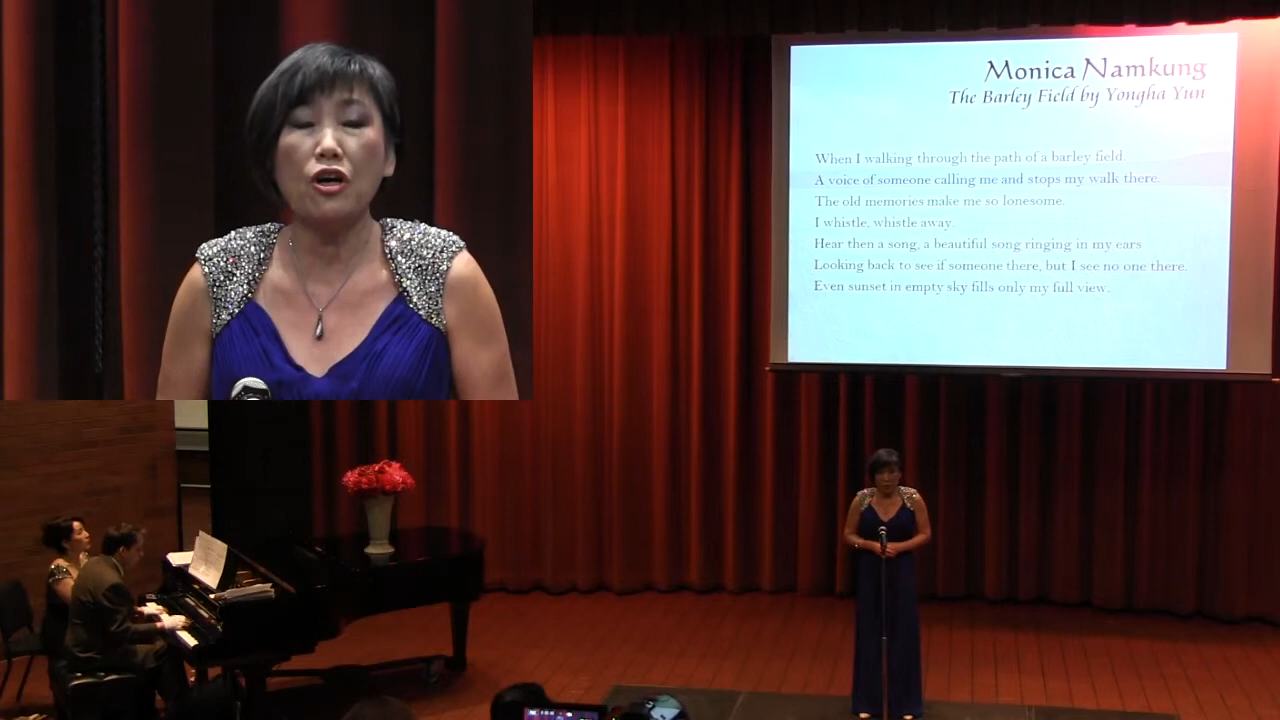 Monica Namkung
The Barley Field by Yongha Yun
When I walking through the path of a barley field.
A voice of someone calling me and stops my walk there.
The old memories make me so lonesome.
I whistle, whistle away.
Hear then a song, a beautiful song ringing in my ears
Looking back to see if someone there, but I see no one there.
Even sunset in empty sky fills only my full view.